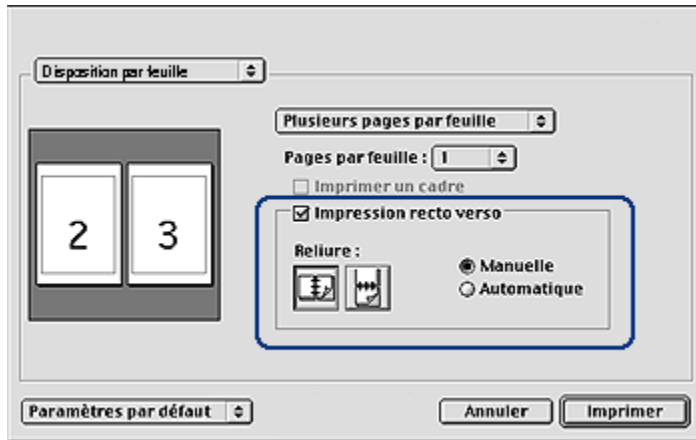 Disposition par feuille
Plusieurs pages par feuille
Pages par feuille : 1
Imprimer un cadre
Impression recto verso
2 3
Reliure :
Manuelle
Automatique
Paramètres par défaut
Annuler
Imprimer